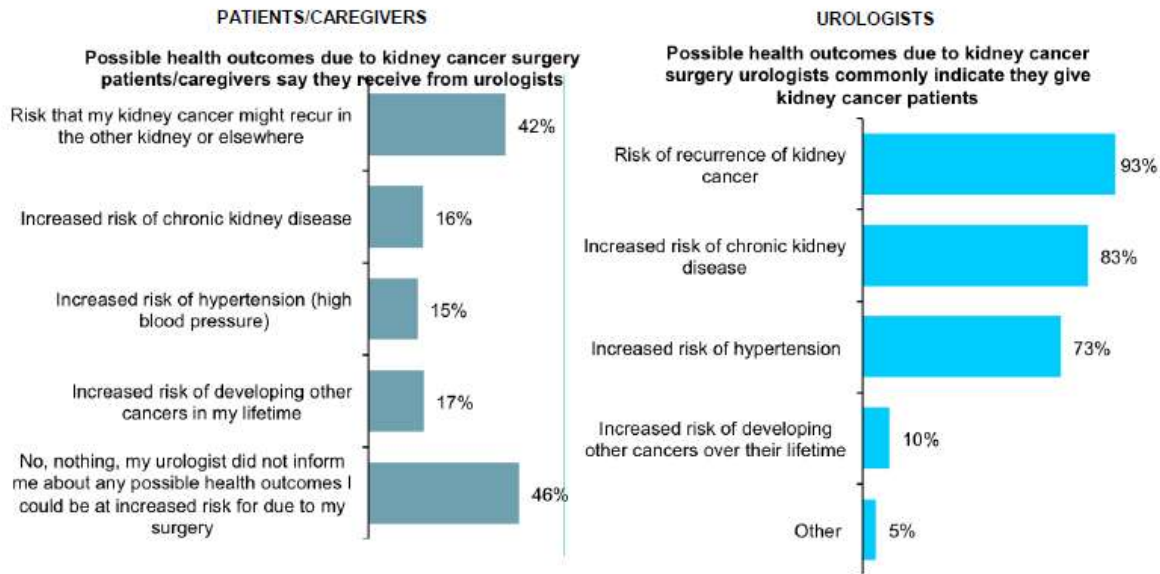 PATIENTS/CAREGIVERS
Possible health outcomes due to kidney cancer surgery
patients/caregivers say they receive from urologists
Risk that my kidney cancer might recur in
the other kidney or elsewhere
42%
Increased risk of chronic kidney disease
16%
Increased risk of hypertension (high
blood pressure)
15%
Increased risk of developing other
cancers in my lifetime
17%
No, nothing, my urologist did not inform
me about any possible health outcomes I
could be at increased risk for due to my
surgery
46%
UROLOGISTS
Possible health outcomes due to kidney cancer
surgery urologists commonly indicate they give
kidney cancer patients
Risk of recurrence of kidney
cancer
93%
Increased risk of chronic kidney
disease
83%
Increased risk of hypertension
73%
Increased risk of developing
other cancers over their lifetime
10%
Other
5%